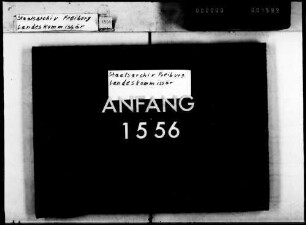 Staatsarchiv Freiburg
Landeskommissär
Staatsarchiv Freiburg
Landeskommissär
ANFANG
1556